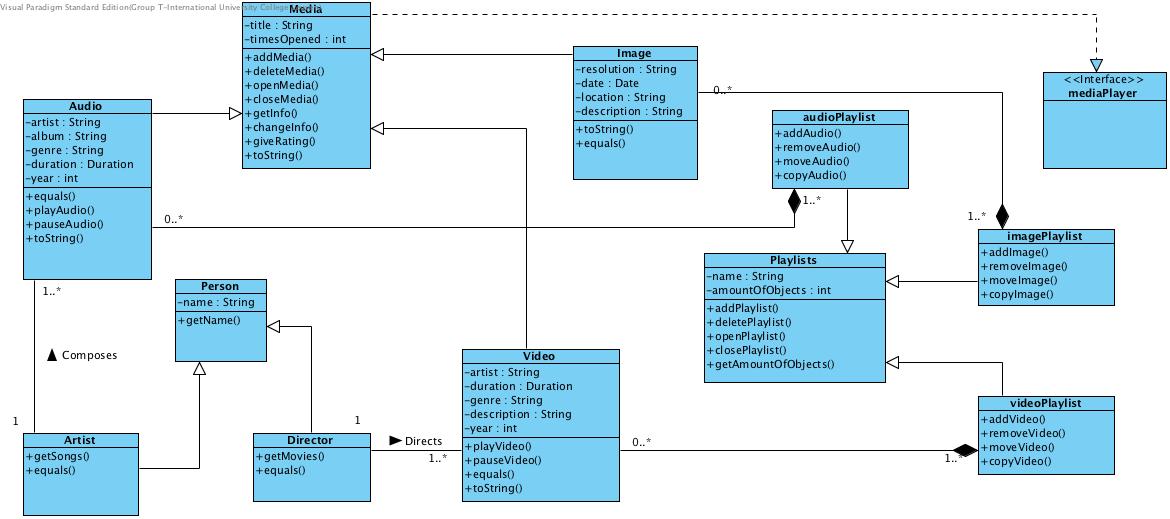 Visual Paradigm Standard Edition(Group T-International University College
Media
-title : String
-timesOpened : int
+addMedia()
+deleteMedia()
+openMedia()
+closeMedia()
+getInfo()
+changeInfo()
+giveRating()
+toString()
Image
-resolution : String
-date : Date
-location : String
-description : String
+toString()
+equals()
0..*
<<Interface>>
mediaPlayer
Audio
-artist : String
-album : String
-genre : String
-duration : Duration
-year : int
+equals()
+playAudio()
+pauseAudio()
+toString()
0..*
audioPlaylist
+addAudio()
+removeAudio()
+moveAudio()
+copyAudio()
1..*
1..*
imagePlaylist
+addImage()
+removeImage()
+moveImage()
+copyImage()
Playlists
-name : String
-amountOfObjects : int
+addPlaylist()
+deletePlaylist()
+openPlaylist()
+closePlaylist()
+getAmountOfObjects()
Person
-name : String
+getName()
1..*
Composes
1
Artist
+getSongs()
+equals()
1
Director
+getMovies()
+equals()
Directs
1..*
Video
-artist : String
-duration : Duration
-genre : String
-description : String
-year : int
+playVideo()
+pauseVideo()
+equals()
+toString()
0..*
1..*
videoPlaylist
+addVideo()
+removeVideo()
+moveVideo()
+copyVideo()